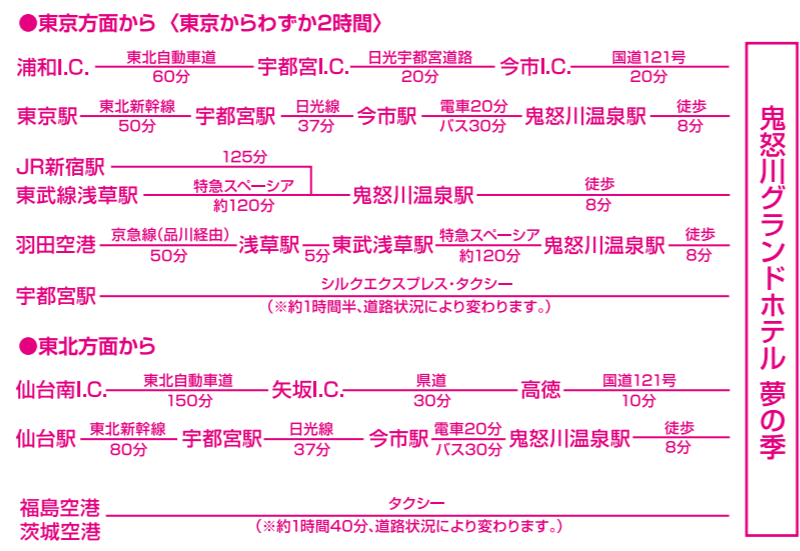 ●東京方面から〈東京からわずか2時間〉
浦和I.C. 東北自動車道 60分 宇都宮I.C. 日光宇都宮道路 20分 今市I.C. 国道121号 20分
東京駅 東北新幹線 50分 宇都宮駅 日光線 37分 今市駅 電車20分 バス30分 鬼怒川温泉駅 徒歩 8分
JR新宿駅 125分
東武線浅草駅 特急スペーシア 約120分 鬼怒川温泉駅 徒歩 8分
羽田空港 京急線(品川経由) 50分 浅草駅 5分 東武浅草駅 特急スペーシア 約120分 鬼怒川温泉駅 徒歩 8分
宇都宮駅 シルクエクスプレス・タクシー
(※約1時間半、道路状況により変わります。)
●東北方面から
仙台南I.C. 東北自動車道 150分 矢坂I.C. 県道 30分 高徳 国道121号 10分
仙台駅 東北新幹線 80分 宇都宮駅 日光線 37分 今市駅 電車20分 バス30分 鬼怒川温泉駅 徒歩 8分
福島空港 タクシー
茨城空港 (※約1時間40分、道路状況により変わります。)
鬼怒川グランドホテル 夢の季